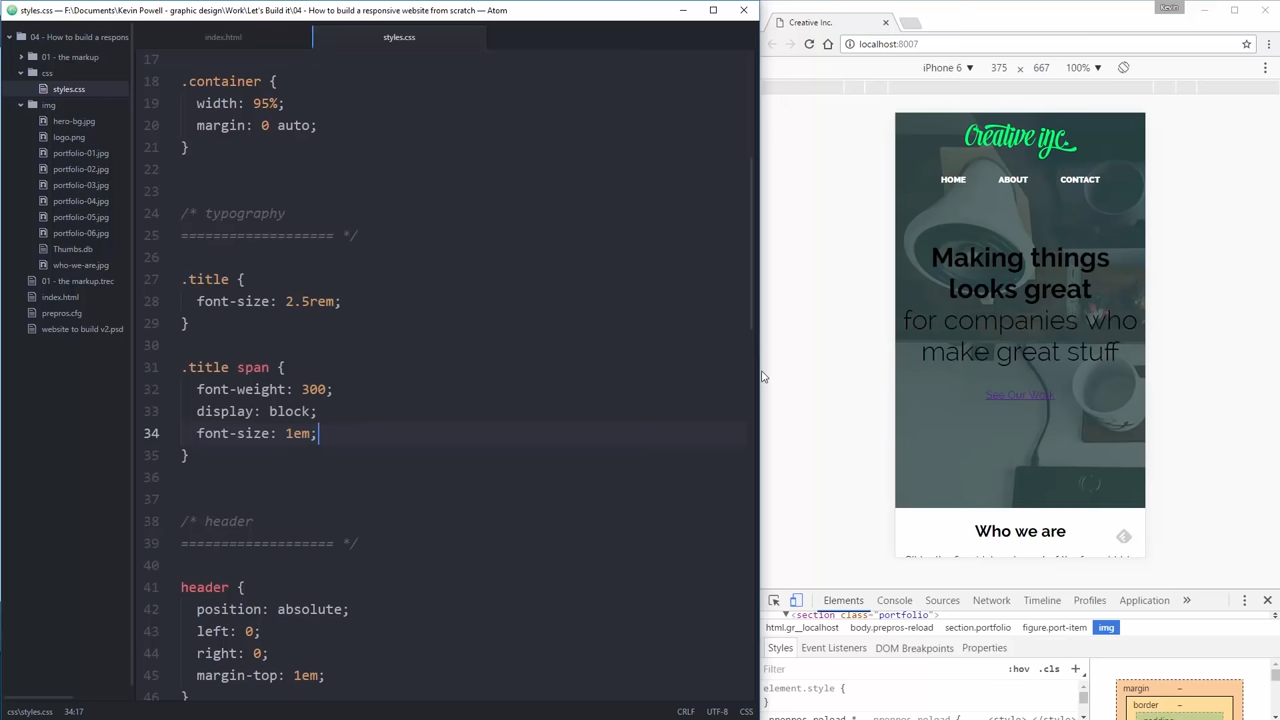 styles.css — F:\Documents\Kevin Powell - graphic design\Work\Let's Build it\04 - How to build a responsive website from scratch — Atom
04 - How to build a respons
01 - the markup
css
styles.css
img
hero-bg.jpg
logo.png
portfolio-01.jpg
portfolio-02.jpg
portfolio-03.jpg
portfolio-04.jpg
portfolio-05.jpg
portfolio-06.jpg
Thumbs.db
who-we-are.jpg
01 - the markup.trec
index.html
prepros.cfg
website to build v2.psd
index.html
styles.css
17
18 .container {
19 width: 95%;
20 margin: 0 auto;
21 }
22
23
24 /* typography
25 =================== */
26
27 .title {
28 font-size: 2.5rem;
29 }
30
31 .title span {
32 font-weight: 300;
33 display: block;
34 font-size: 1em;
35 }
36
37
38 /* header
39 =================== */
40
41 header {
42 position: absolute;
43 left: 0;
44 right: 0;
45 margin-top: 1em;
46 }
css\styles.css 34:17
CRLF UTF-8 CSS
Kevin
Creative Inc.
localhost:8007
iPhone 6 375 × 667 100%
Creative inc.
HOME ABOUT CONTACT
Making things
looks great
for companies who
make great stuff
See Our Work
Who we are
Elements Console Sources Network Timeline Profiles Application »
<section class="portfolio">
html.gr__localhost body.prepros-reload section.portfolio figure.port-item img
Styles Event Listeners DOM Breakpoints Properties
Filter :hov .cls +
element.style {
}
margin –
border –